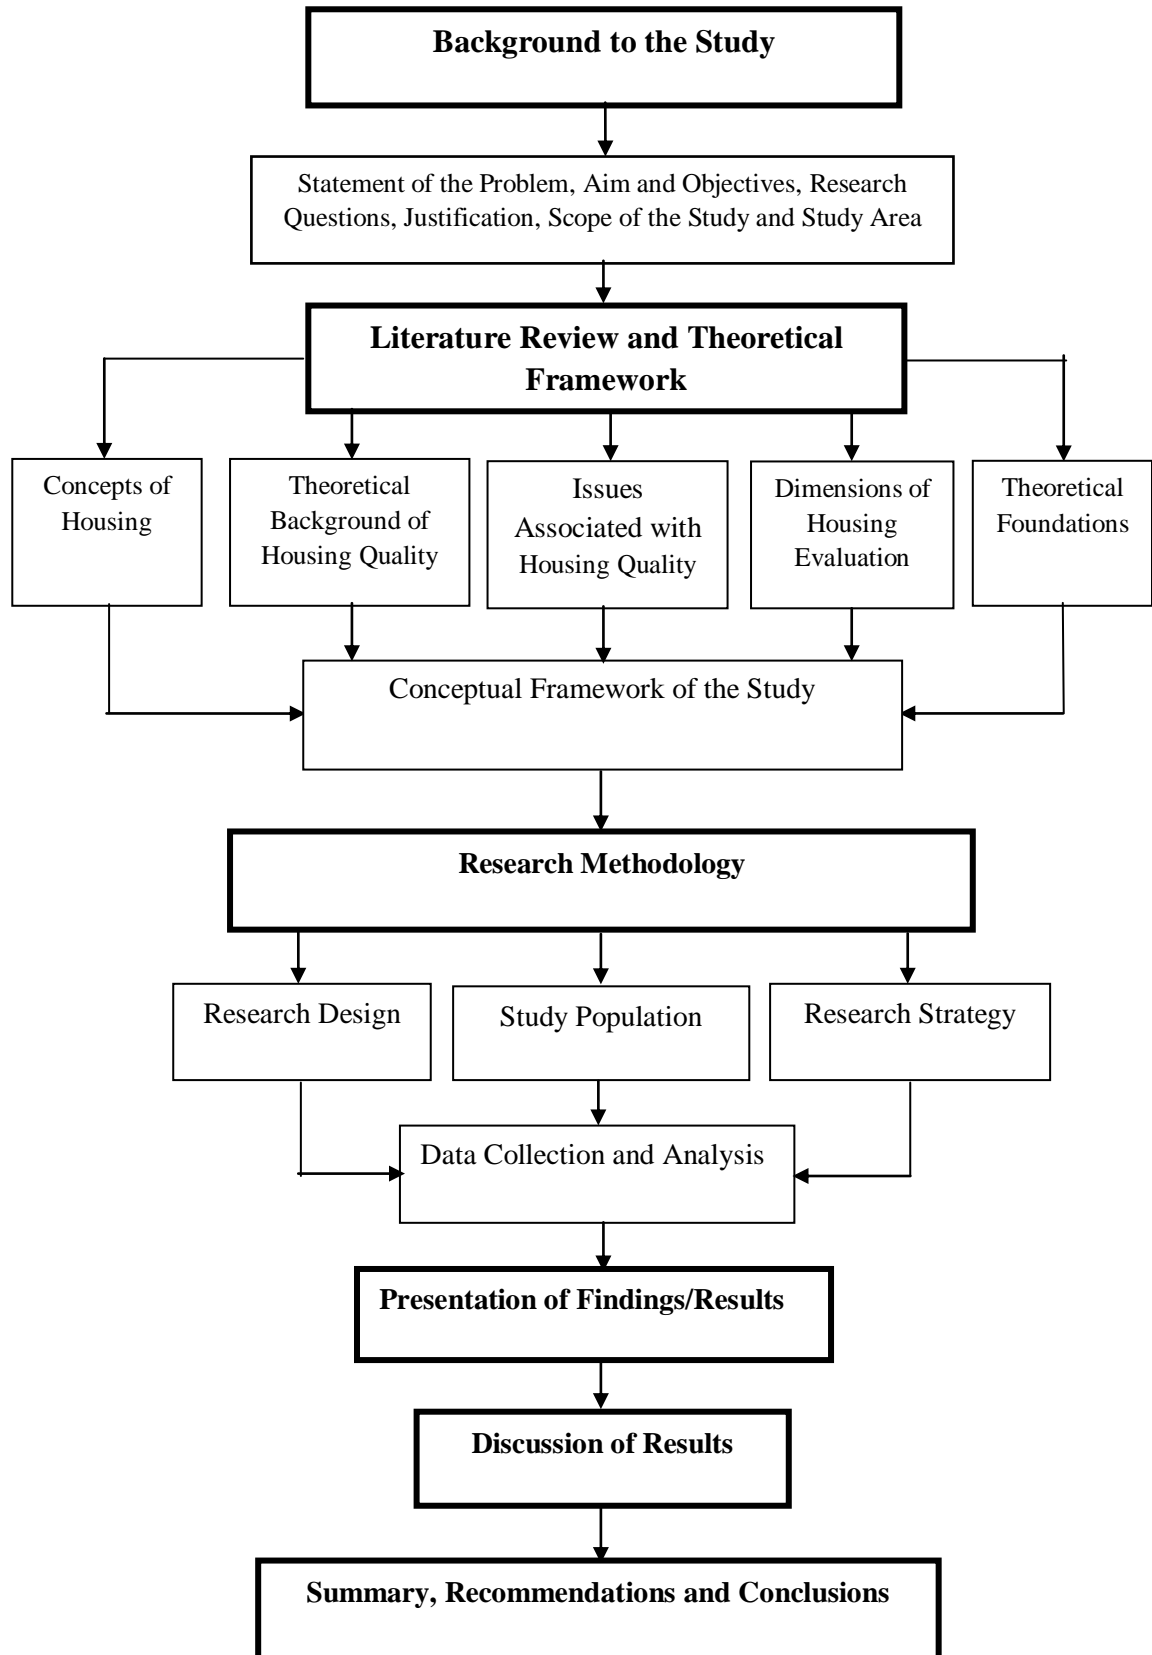 Background to the Study
Statement of the Problem, Aim and Objectives, Research
Questions, Justification, Scope of the Study and Study Area
Literature Review and Theoretical
Framework
Concepts of
Housing
Theoretical
Background of
Housing Quality
Issues
Associated with
Housing Quality
Dimensions of
Housing
Evaluation
Theoretical
Foundations
Conceptual Framework of the Study
Research Methodology
Research Design
Study Population
Research Strategy
Data Collection and Analysis
Presentation of Findings/Results
Discussion of Results
Summary, Recommendations and Conclusions